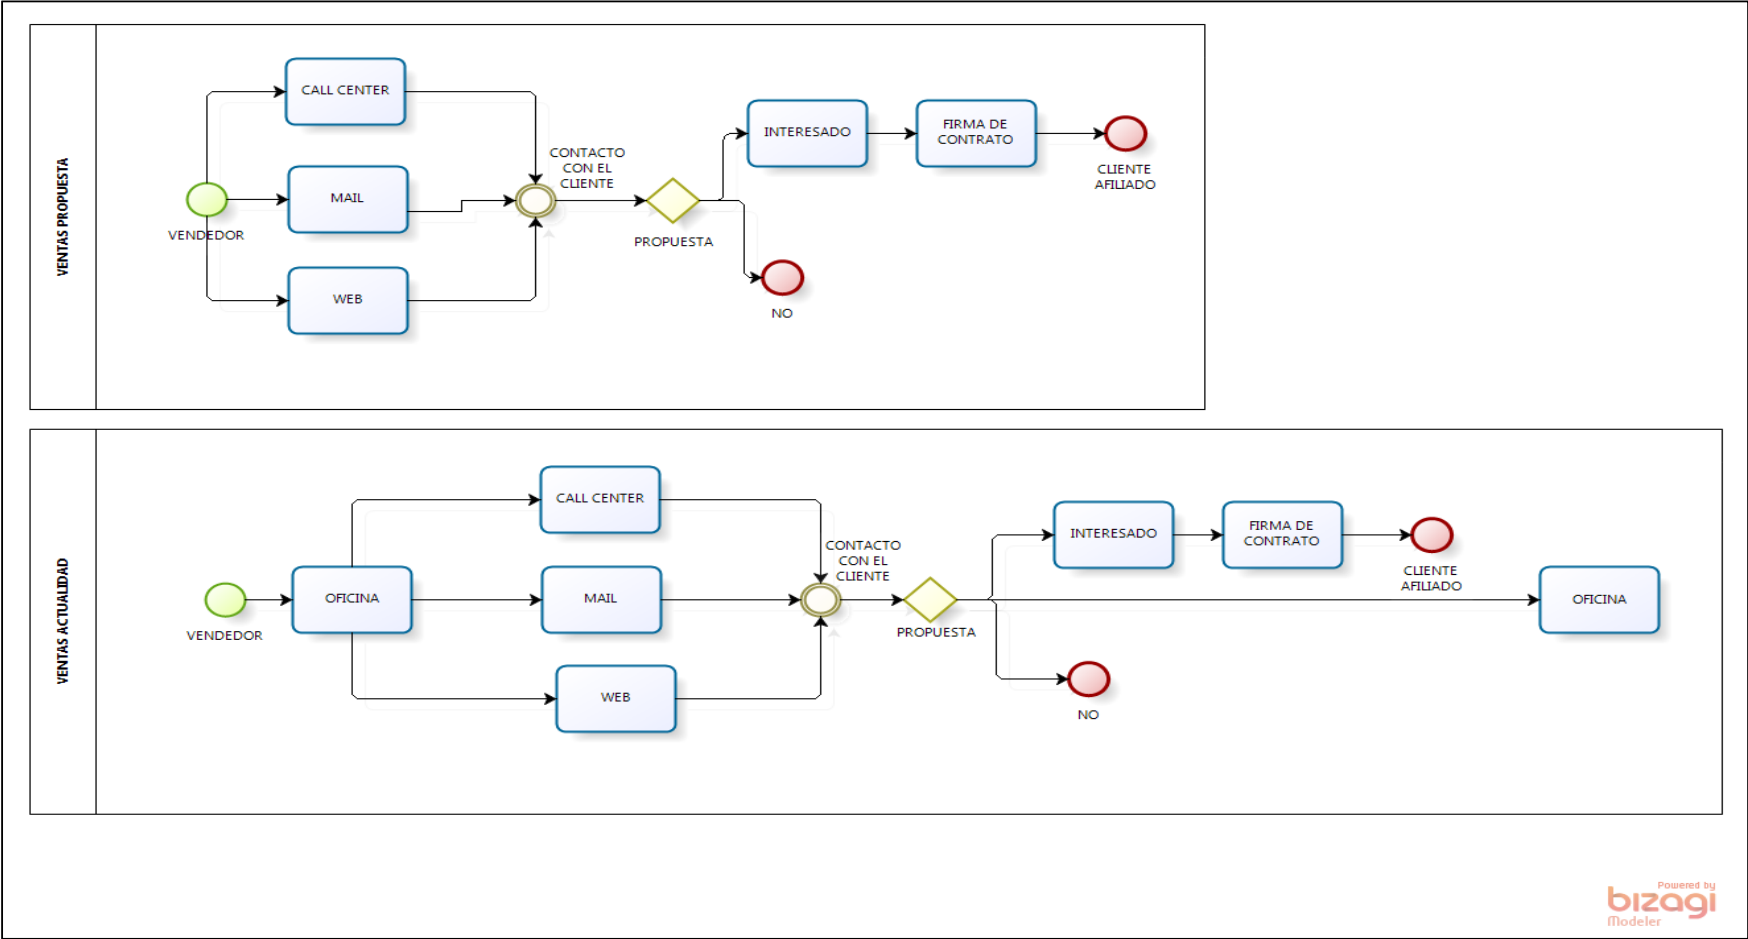 VENTAS PROPUESTA
CALL CENTER
MAIL
WEB
VENDEDOR
CONTACTO
CON EL
CLIENTE
PROPUESTA
INTERESADO
FIRMA DE
CONTRATO
CLIENTE
AFILIADO
NO
VENTAS ACTUALIDAD
VENDEDOR
OFICINA
CALL CENTER
MAIL
WEB
CONTACTO
CON EL
CLIENTE
PROPUESTA
INTERESADO
FIRMA DE
CONTRATO
CLIENTE
AFILIADO
OFICINA
NO
Powered by
bizagi
Modeler